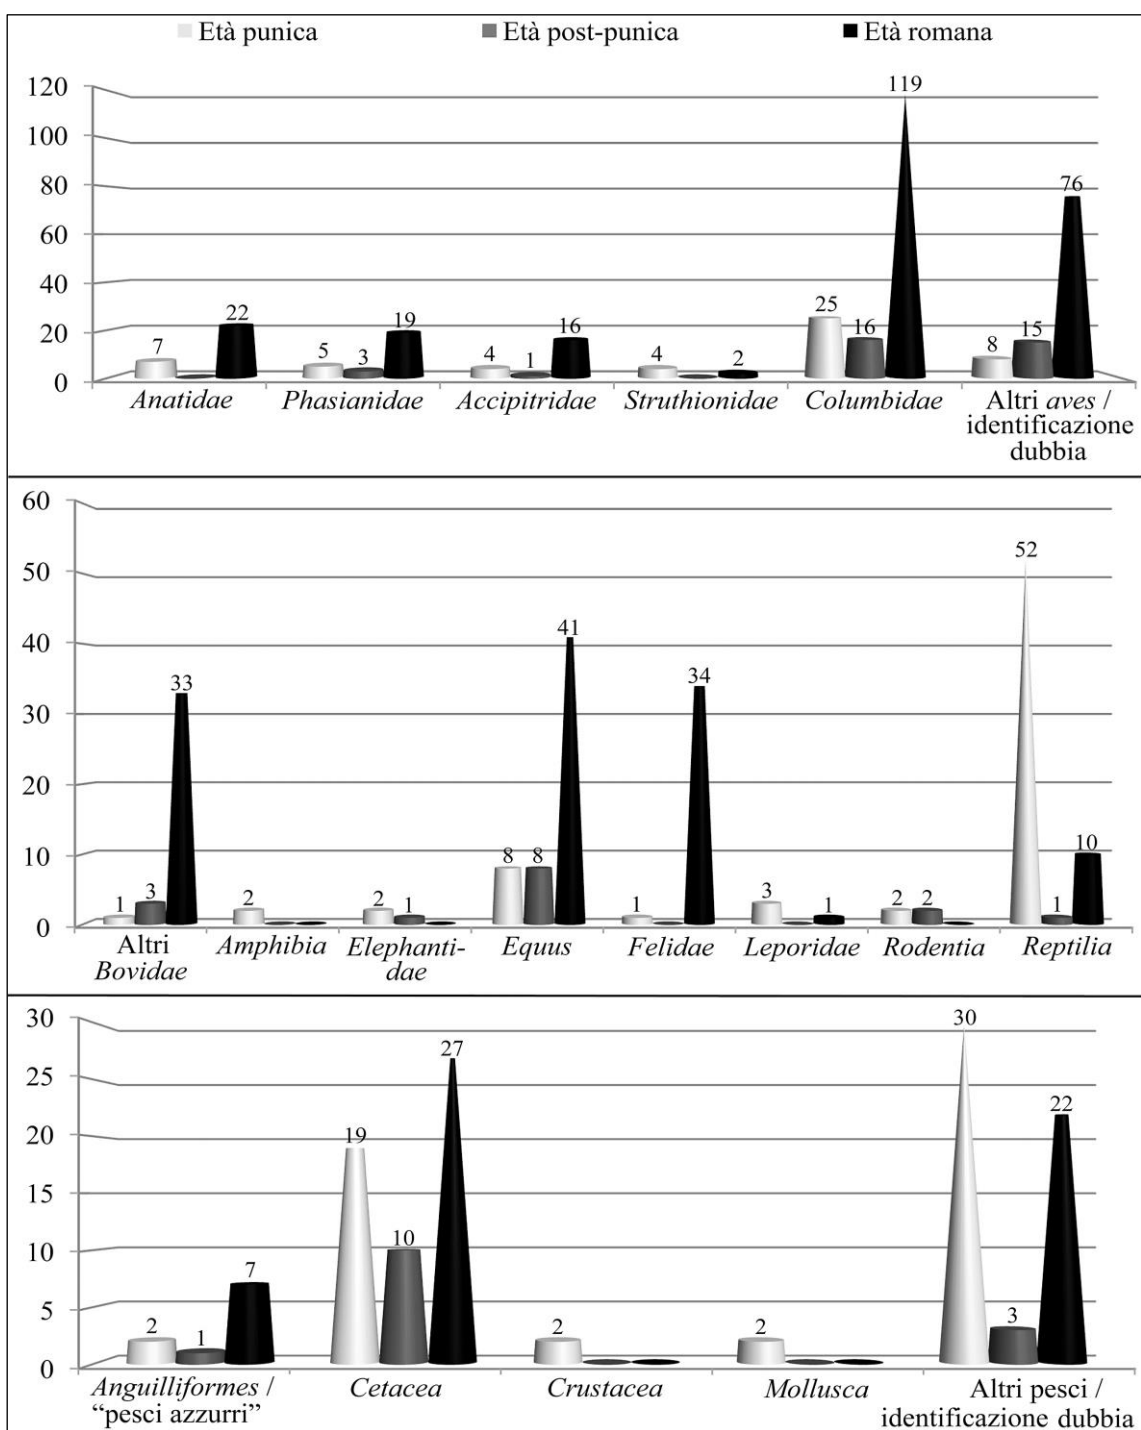 Età punica Età post-punica Età romana
120
100
80
60
40
20
0
7 22
5 3 19
4 1 16
4 2
25 16 119
8 15 76
Anatidae Phasianidae Accipitridae Struthionidae Columbidae Altri aves /
identificazione
dubbia
60
50
40
30
20
10
0
1 3 33
2
2 1
8 8 41
1 34
3 1
2 2
52 1 10
Altri Amphibia Elephanti- Equus Felidae Leporidae Rodentia Reptilia
Bovidae dae
30
25
20
15
10
5
0
2 1 7
19 10 27
2
2
30 3 22
Anguilliformes / Cetacea Crustacea Mollusca Altri pesci /
“pesci azzurri” identificazione dubbia